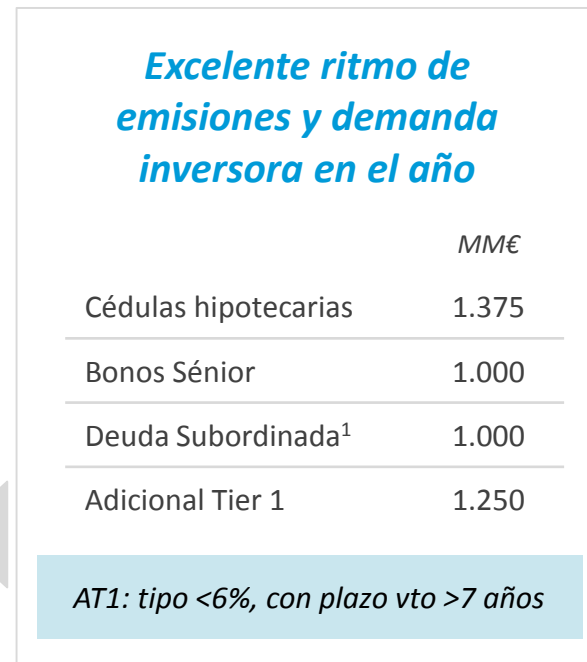 Excelente ritmo de
emisiones y demanda
inversora en el año
MM€
Cédulas hipotecarias 1.375
Bonos Sénior 1.000
Deuda Subordinada¹ 1.000
Adicional Tier 1 1.250
AT1: tipo <6%, con plazo vto >7 años